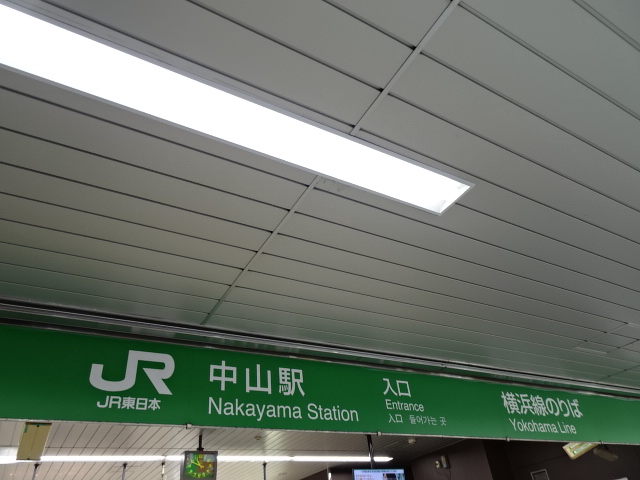 JR
JR東日本
中山駅
Nakayama Station
入口
Entrance
入口 들어가는 곳
横浜線のりば
Yokohama Line